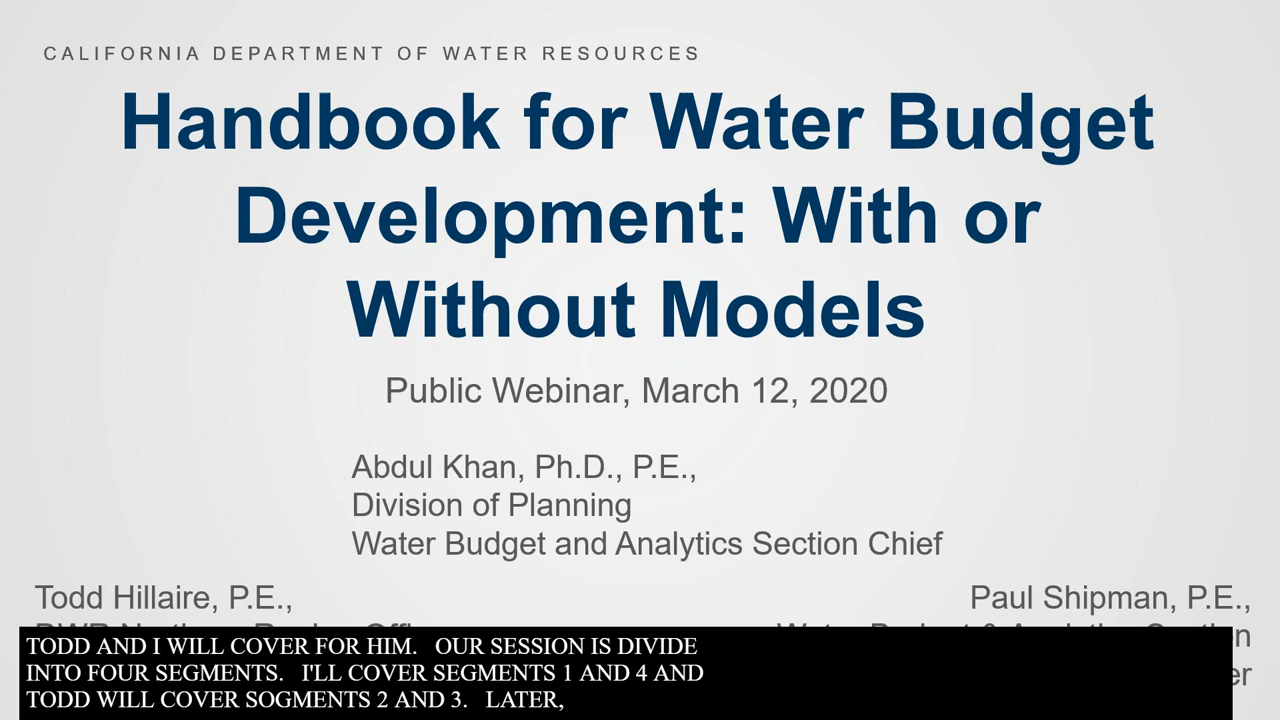 CALIFORNIA DEPARTMENT OF WATER RESOURCES
Handbook for Water Budget
Development: With or
Without Models
Public Webinar, March 12, 2020
Abdul Khan, Ph.D., P.E.,
Division of Planning
Water Budget and Analytics Section Chief
Todd Hillaire, P.E.,
Paul Shipman, P.E.,
TODD AND I WILL COVER FOR HIM. OUR SESSION IS DIVIDE
INTO FOUR SEGMENTS. I'LL COVER SEGMENTS 1 AND 4 AND
TODD WILL COVER SOGMENTS 2 AND 3. LATER,